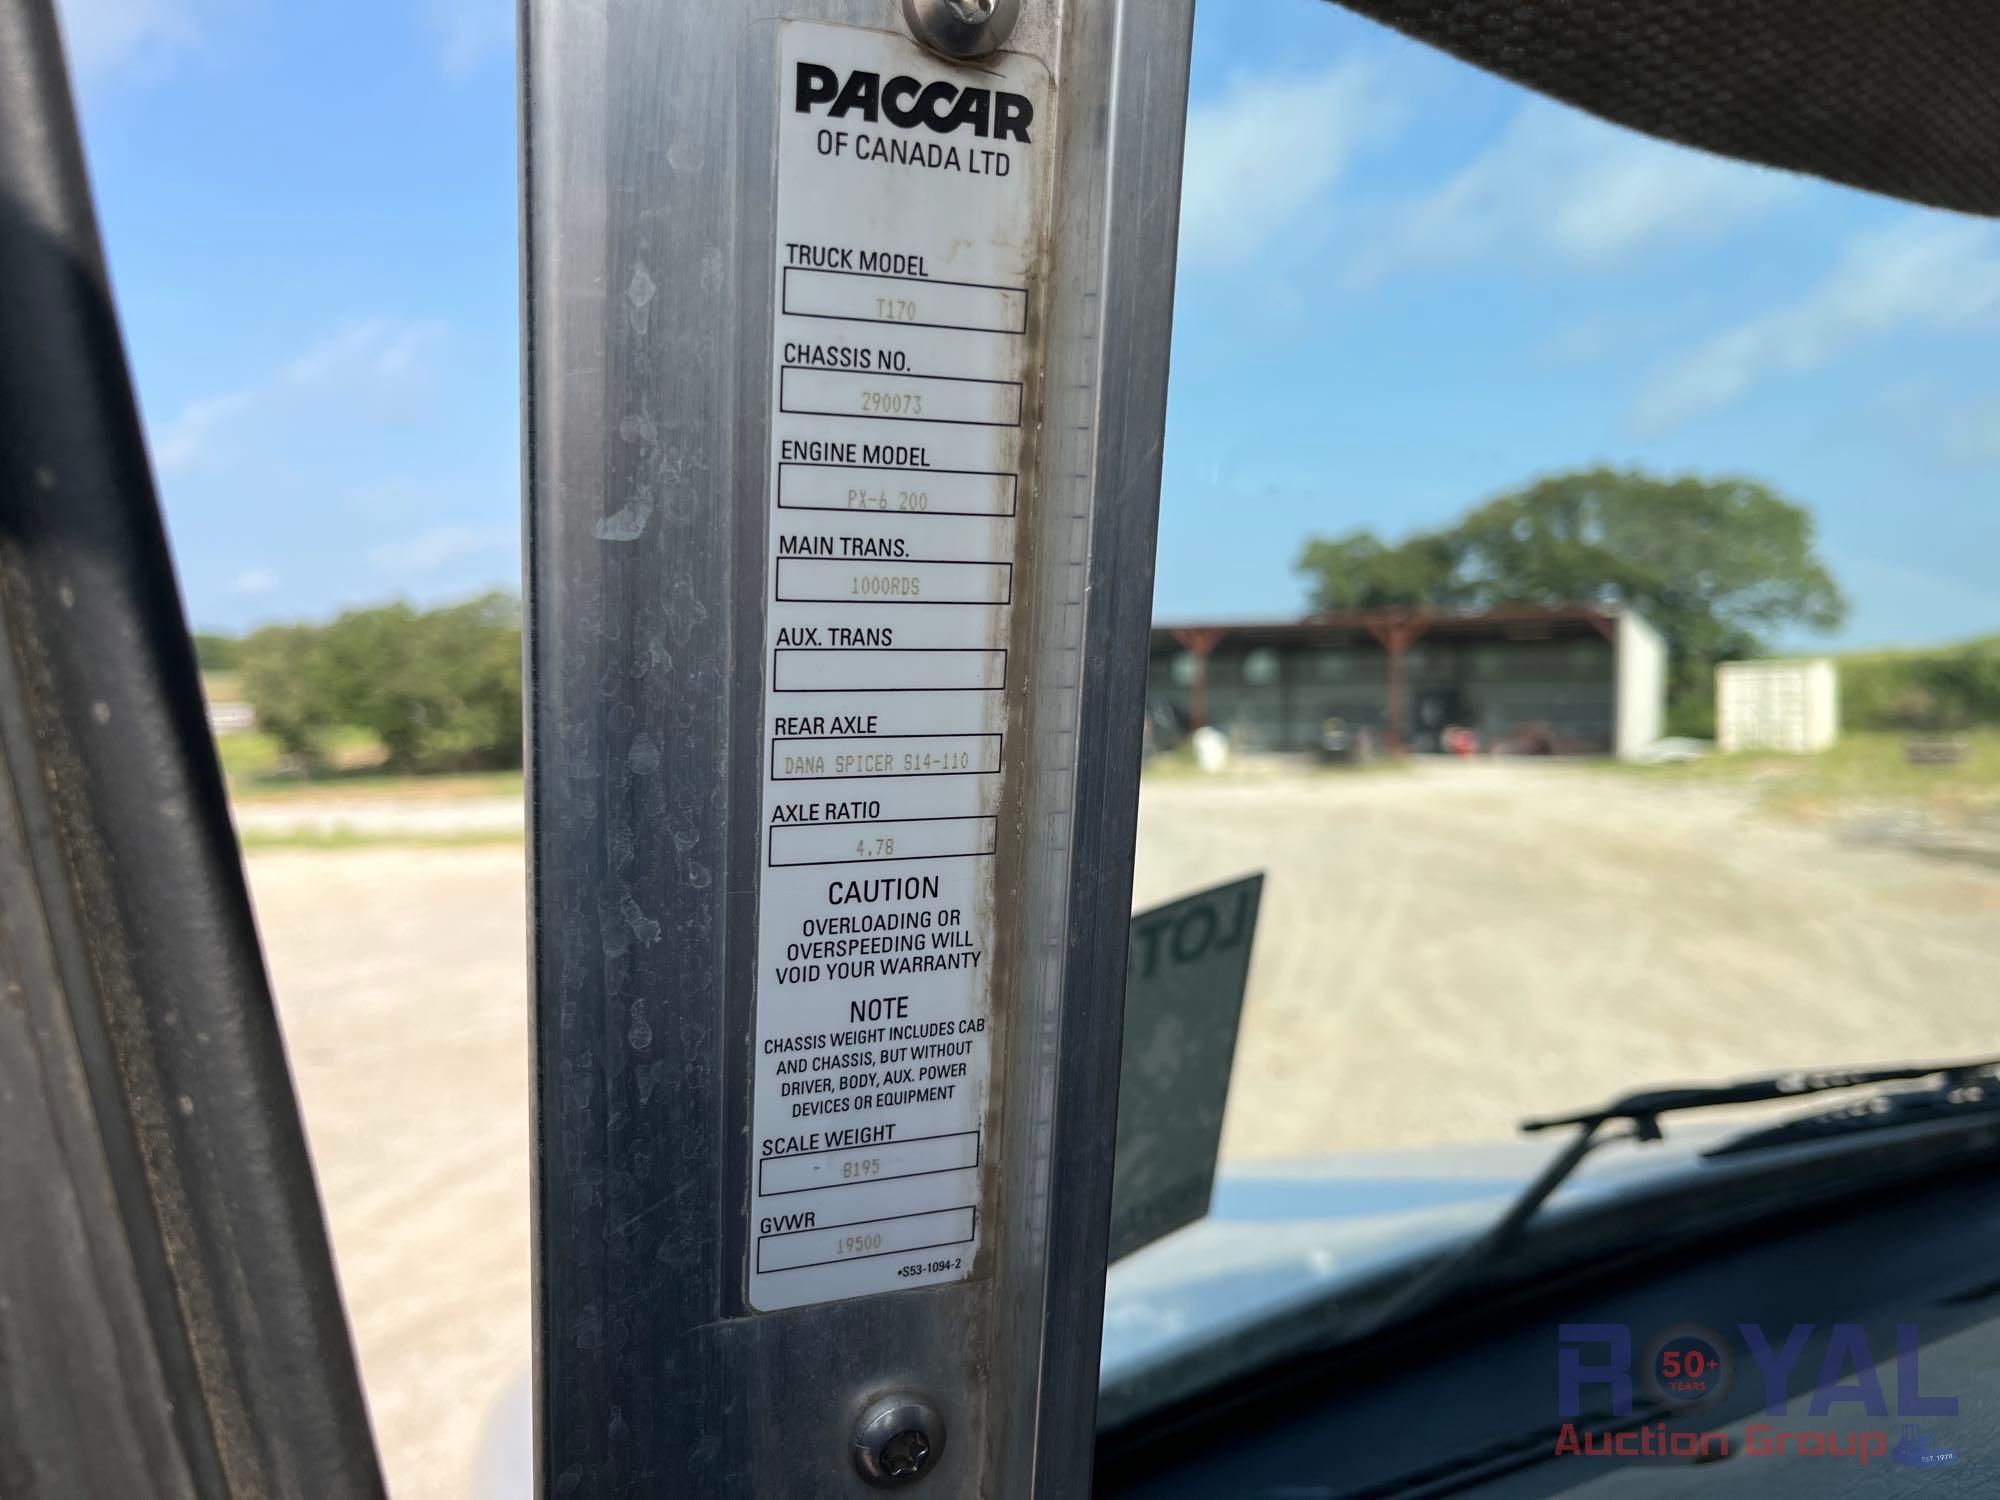 PACCAR
OF CANADA LTD
TRUCK MODEL
T170
CHASSIS NO.
290073
ENGINE MODEL
PX-6 200
MAIN TRANS.
1000RDS
AUX. TRANS
REAR AXLE
DANA SPICER S14-110
AXLE RATIO
4.78
CAUTION
OVERLOADING OR
OVERSPEEDING WILL
VOID YOUR WARRANTY
NOTE
CHASSIS WEIGHT INCLUDES CAB
AND CHASSIS, BUT WITHOUT
DRIVER, BODY, AUX. POWER
DEVICES OR EQUIPMENT
SCALE WEIGHT
- 8195
GVWR
19500
•S53-1094-2
LOT
ROYAL
50+
YEARS
Auction Group
EST. 1970